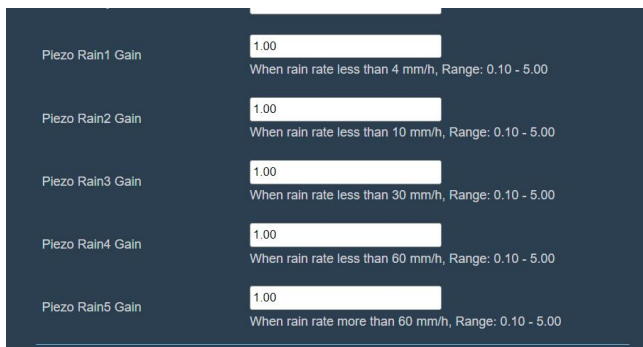 Piezo Rain1 Gain
1.00
When rain rate less than 4 mm/h, Range: 0.10 - 5.00
Piezo Rain2 Gain
1.00
When rain rate less than 10 mm/h, Range: 0.10 - 5.00
Piezo Rain3 Gain
1.00
When rain rate less than 30 mm/h, Range: 0.10 - 5.00
Piezo Rain4 Gain
1.00
When rain rate less than 60 mm/h, Range: 0.10 - 5.00
Piezo Rain5 Gain
1.00
When rain rate more than 60 mm/h, Range: 0.10 - 5.00